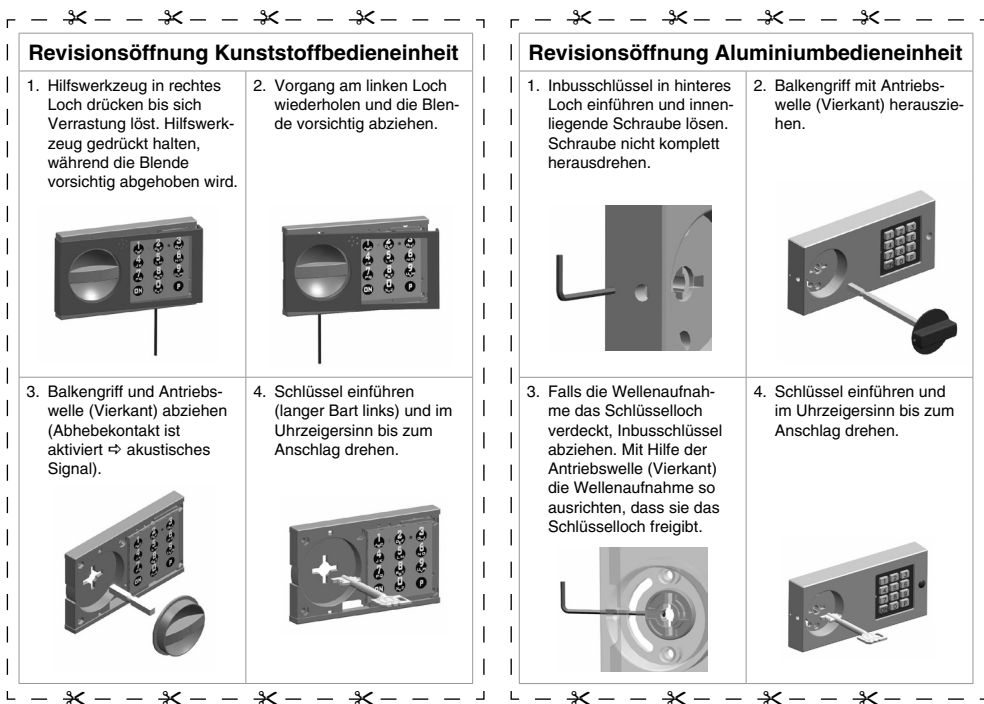 Revisionsöffnung Kunststoffbedieneinheit
1. Hilfswerkzeug in rechtes
Loch drücken bis sich
Verrastung löst. Hilfswerk-
zeug gedrückt halten,
während die Blende
vorsichtig abgehoben wird.
2. Vorgang am linken Loch
wiederholen und die Blen-
de vorsichtig abziehen.
3. Balkengriff und Antriebs-
welle (Vierkant) abziehen
(Abhebekontakt ist
aktiviert ⇨ akustisches
Signal).
4. Schlüssel einführen
(langer Bart links) und im
Uhrzeigersinn bis zum
Anschlag drehen.
Revisionsöffnung Aluminiumbedieneinheit
1. Inbusschlüssel in hinteres
Loch einführen und innen-
liegende Schraube lösen.
Schraube nicht komplett
herausdrehen.
2. Balkengriff mit Antriebs-
welle (Vierkant) herauszie-
hen.
3. Falls die Wellenaufnah-
me das Schlüsselloch
verdeckt, Inbusschlüssel
abziehen. Mit Hilfe der
Antriebswelle (Vierkant)
die Wellenaufnahme so
ausrichten, dass sie das
Schlüsselloch freigibt.
4. Schlüssel einführen und
im Uhrzeigersinn bis zum
Anschlag drehen.